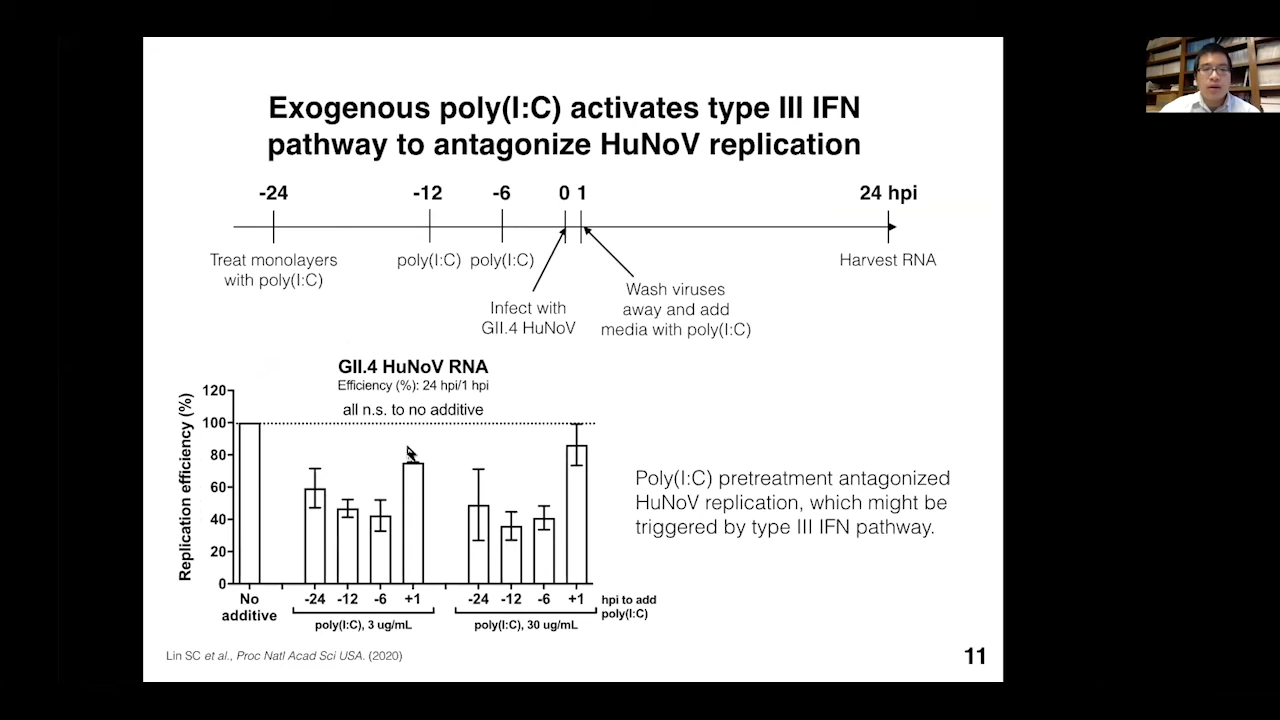 Exogenous poly(I:C) activates type III IFN
pathway to antagonize HuNoV replication
-24
-12
-6
0
1
24 hpi
Treat monolayers
with poly(I:C)
poly(I:C)
poly(I:C)
Harvest RNA
Infect with
GII.4 HuNoV
Wash viruses
away and add
media with poly(I:C)
GII.4 HuNoV RNA
Efficiency (%): 24 hpi/1 hpi
all n.s. to no additive
Replication efficiency (%)
120
100
80
60
40
20
0
No
additive
-24
-12
-6
+1
poly(I:C), 3 ug/mL
-24
-12
-6
+1
poly(I:C), 30 ug/mL
hpi to add
poly(I:C)
Poly(I:C) pretreatment antagonized
HuNoV replication, which might be
triggered by type III IFN pathway.
Lin SC et al., Proc Natl Acad Sci USA. (2020)
11